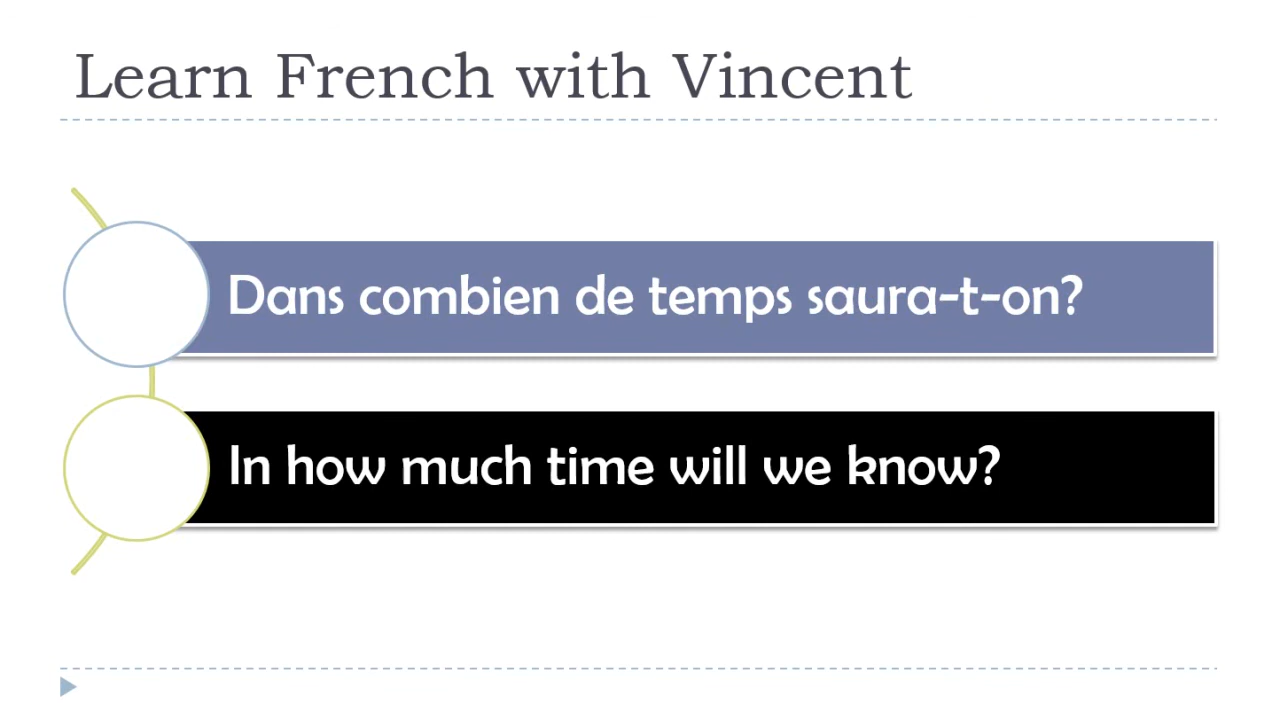 Learn French with Vincent
Dans combien de temps saura-t-on?
In how much time will we know?